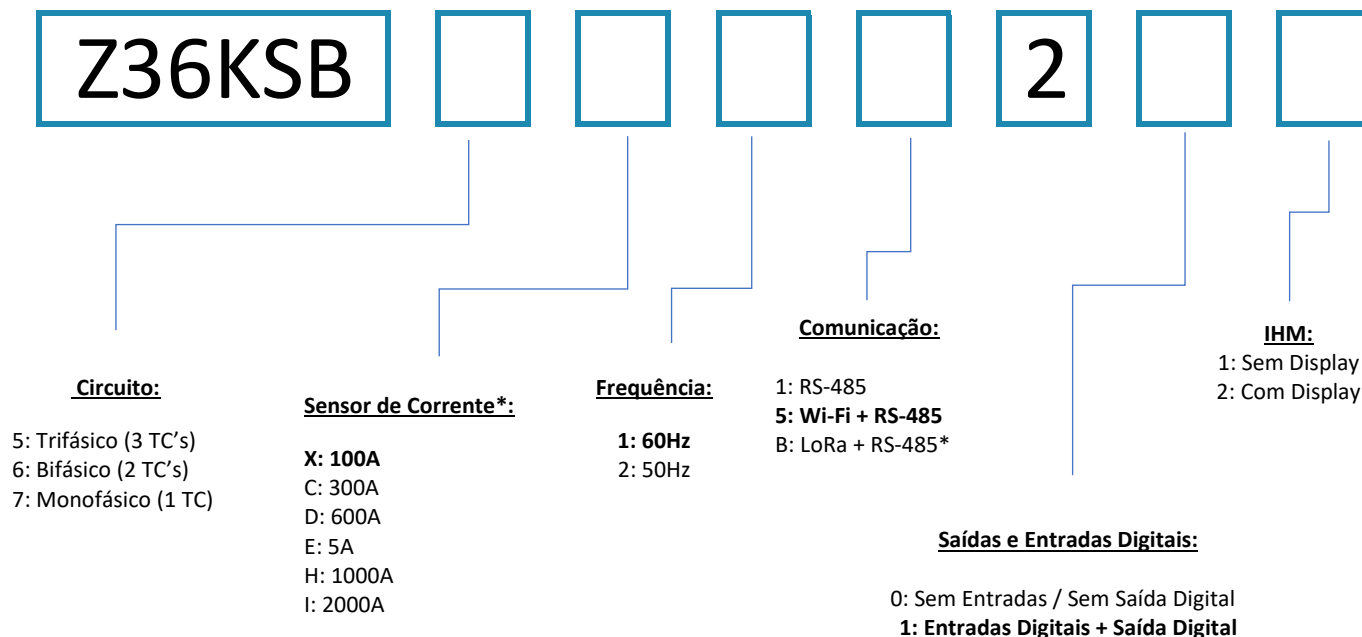 Z36KSB 2
Circuito:
5: Trifásico (3 TC’s)
6: Bifásico (2 TC’s)
7: Monofásico (1 TC)
Sensor de Corrente*:
X: 100A
C: 300A
D: 600A
E: 5A
H: 1000A
I: 2000A
Frequência:
1: 60Hz
2: 50Hz
Comunicação:
1: RS-485
5: Wi-Fi + RS-485
B: LoRa + RS-485*
Saídas e Entradas Digitais:
0: Sem Entradas / Sem Saída Digital
1: Entradas Digitais + Saída Digital
IHM:
1: Sem Display
2: Com Display